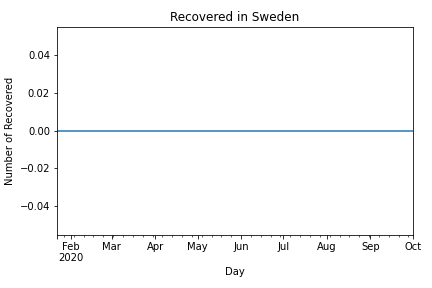 Recovered in Sweden
Number of Recovered
0.04
0.02
0.00
−0.02
−0.04
Feb Mar Apr May Jun Jul Aug Sep Oct
2020
Day